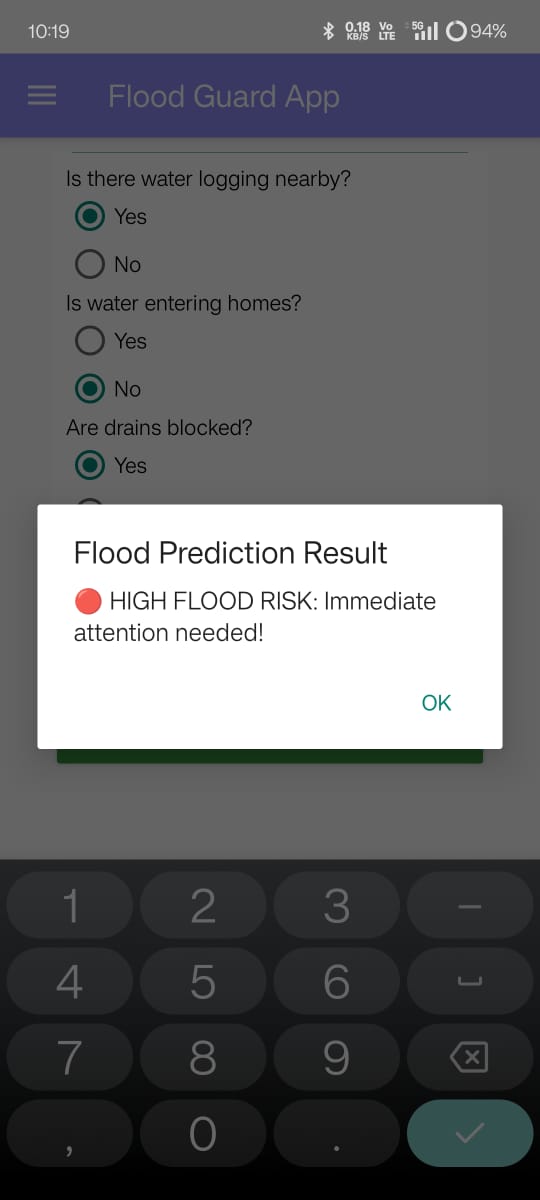 10:19
0.18 KB/S Vo LTE 5G 94%
Flood Guard App
Is there water logging nearby?
Yes
No
Is water entering homes?
Yes
No
Are drains blocked?
Yes
Flood Prediction Result
🔴 HIGH FLOOD RISK: Immediate
attention needed!
OK
1 2 3 –
4 5 6
7 8 9
, 0 .